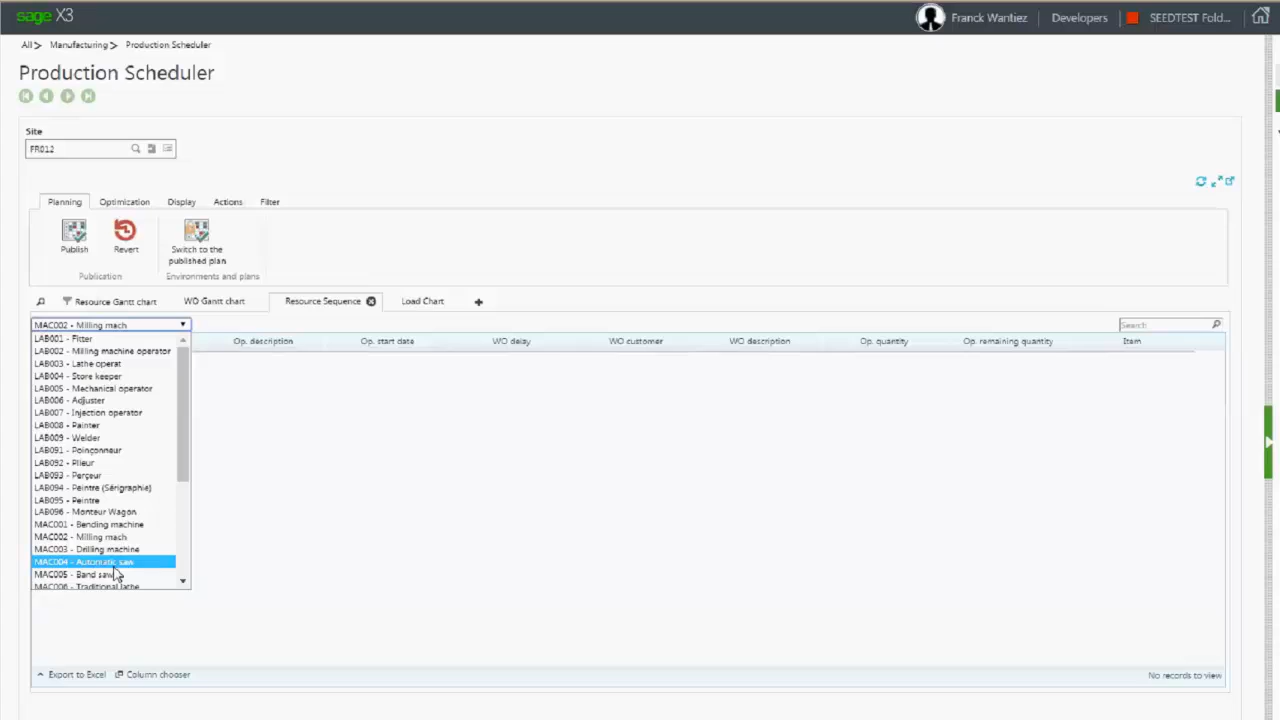 sage X3
Franck Wantiez
Developers
SEEDTEST Fold...
All > Manufacturing > Production Scheduler
Production Scheduler
Site
FR012
Planning Optimization Display Actions Filter
Publish Revert Switch to the
published plan
Publication Environments and plans
Resource Gantt chart WO Gantt chart Resource Sequence Load Chart
MAC002 - Milling mach
Search
Op. description Op. start date WO delay WO customer WO description Op. quantity Op. remaining quantity Item
LAB001 - Fitter
LAB002 - Milling machine operator
LAB003 - Lathe operat
LAB004 - Store keeper
LAB005 - Mechanical operator
LAB006 - Adjuster
LAB007 - Injection operator
LAB008 - Painter
LAB009 - Welder
LAB091 - Poinçonneur
LAB092 - Plieur
LAB093 - Perçeur
LAB094 - Peintre (Sérigraphie)
LAB095 - Peintre
LAB096 - Monteur Wagon
MAC001 - Bending machine
MAC002 - Milling mach
MAC003 - Drilling machine
MAC004 - Automatic saw
MAC005 - Band saw
MAC006 - Traditional lathe
Export to Excel Column chooser
No records to view